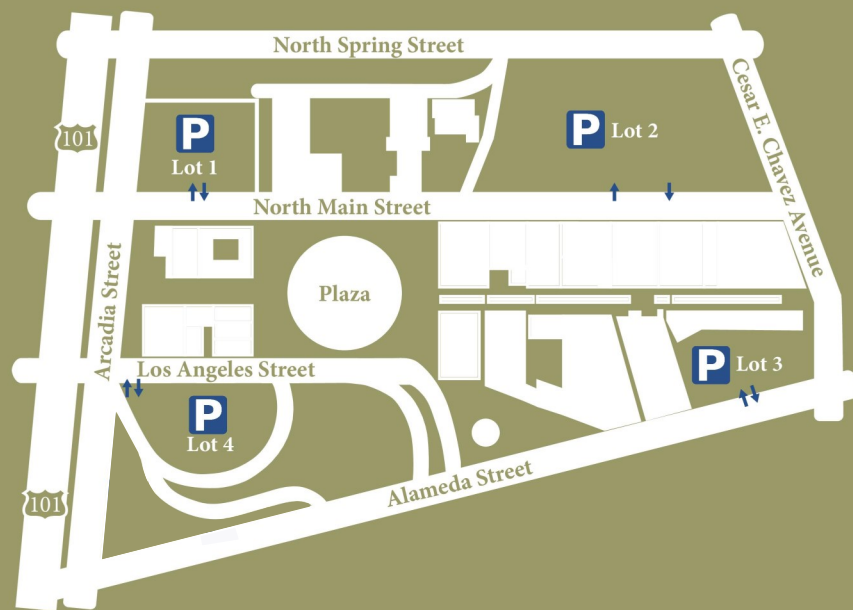 North Spring Street
Cesar E. Chavez Avenue
101
P
Lot 1
P
Lot 2
North Main Street
Arcadia Street
Plaza
Los Angeles Street
P
Lot 3
P
Lot 4
Alameda Street
101